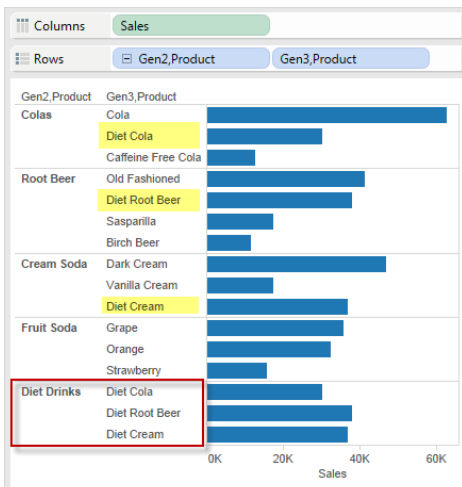 Columns Sales
Rows Gen2,Product Gen3,Product
Gen2,Product Gen3,Product
Colas Cola
Diet Cola
Caffeine Free Cola
Root Beer Old Fashioned
Diet Root Beer
Sasparilla
Birch Beer
Cream Soda Dark Cream
Vanilla Cream
Diet Cream
Fruit Soda Grape
Orange
Strawberry
Diet Drinks Diet Cola
Diet Root Beer
Diet Cream
0K 20K 40K 60K
Sales